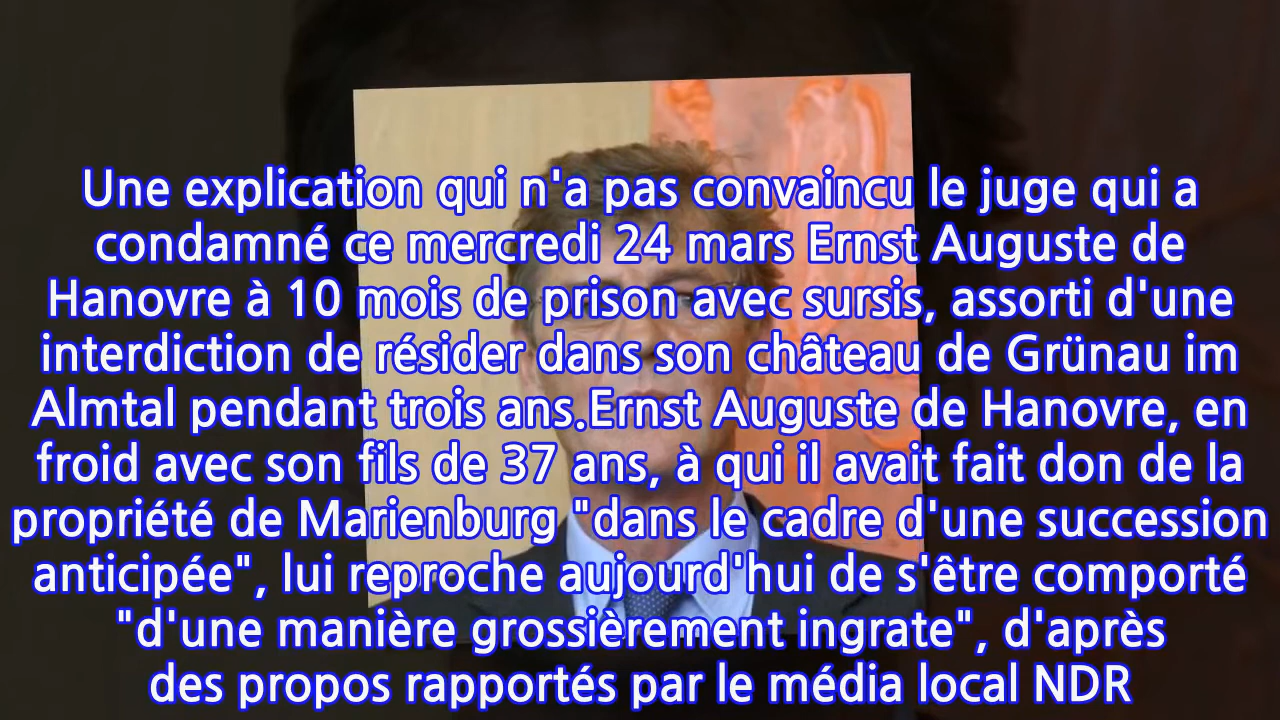 Une explication qui n'a pas convaincu le juge qui a
condamné ce mercredi 24 mars Ernst Auguste de
Hanovre à 10 mois de prison avec sursis, assorti d'une
interdiction de résider dans son château de Grünau im
Almtal pendant trois ans.Ernst Auguste de Hanovre, en
froid avec son fils de 37 ans, à qui il avait fait don de la
propriété de Marienburg "dans le cadre d'une succession
anticipée", lui reproche aujourd'hui de s'être comporté
"d'une manière grossièrement ingrate", d'après
des propos rapportés par le média local NDR